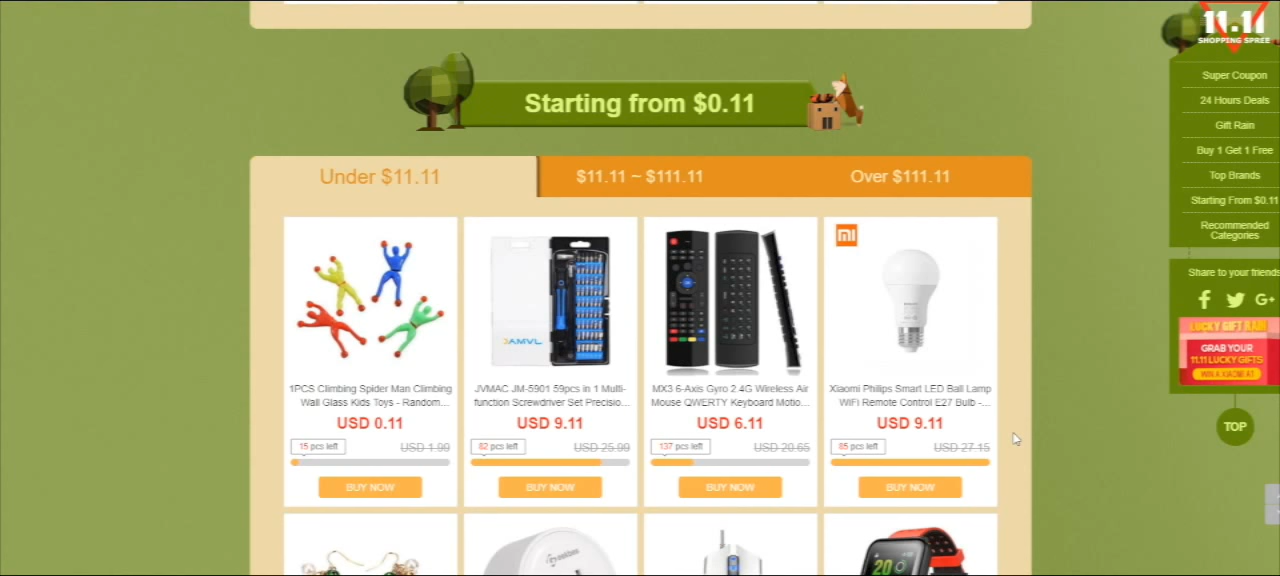 11.11
SHOPPING SPREE
Super Coupon
24 Hours Deals
Gift Rain
Buy 1 Get 1 Free
Top Brands
Starting From $0.11
Recommended
Categories
Share to your friends
LUCKY GIFT RAIN
GRAB YOUR
11.11 LUCKY GIFTS
WIN A XIAOMI A1
TOP
Starting from $0.11
Under $11.11
$11.11 ~ $111.11
Over $111.11
1PCS Climbing Spider Man Climbing
Wall Glass Kids Toys - Random...
USD 0.11
15 pcs left
USD 1.99
BUY NOW
JAMVL
JVMAC JM-5901 59pcs in 1 Multi-
function Screwdriver Set Precisio...
USD 9.11
82 pcs left
USD 25.99
BUY NOW
MX3 6-Axis Gyro 2.4G Wireless Air
Mouse QWERTY Keyboard Motio...
USD 6.11
137 pcs left
USD 20.65
BUY NOW
mi
Xiaomi Philips Smart LED Ball Lamp
WiFi Remote Control E27 Bulb -...
USD 9.11
85 pcs left
USD 27.15
BUY NOW
20